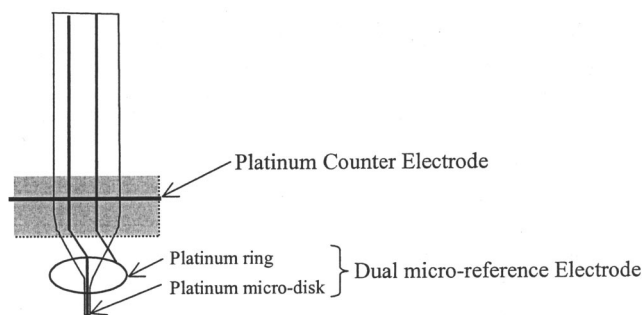 Platinum Counter Electrode
Platinum ring
Dual micro-reference Electrode
Platinum micro-disk